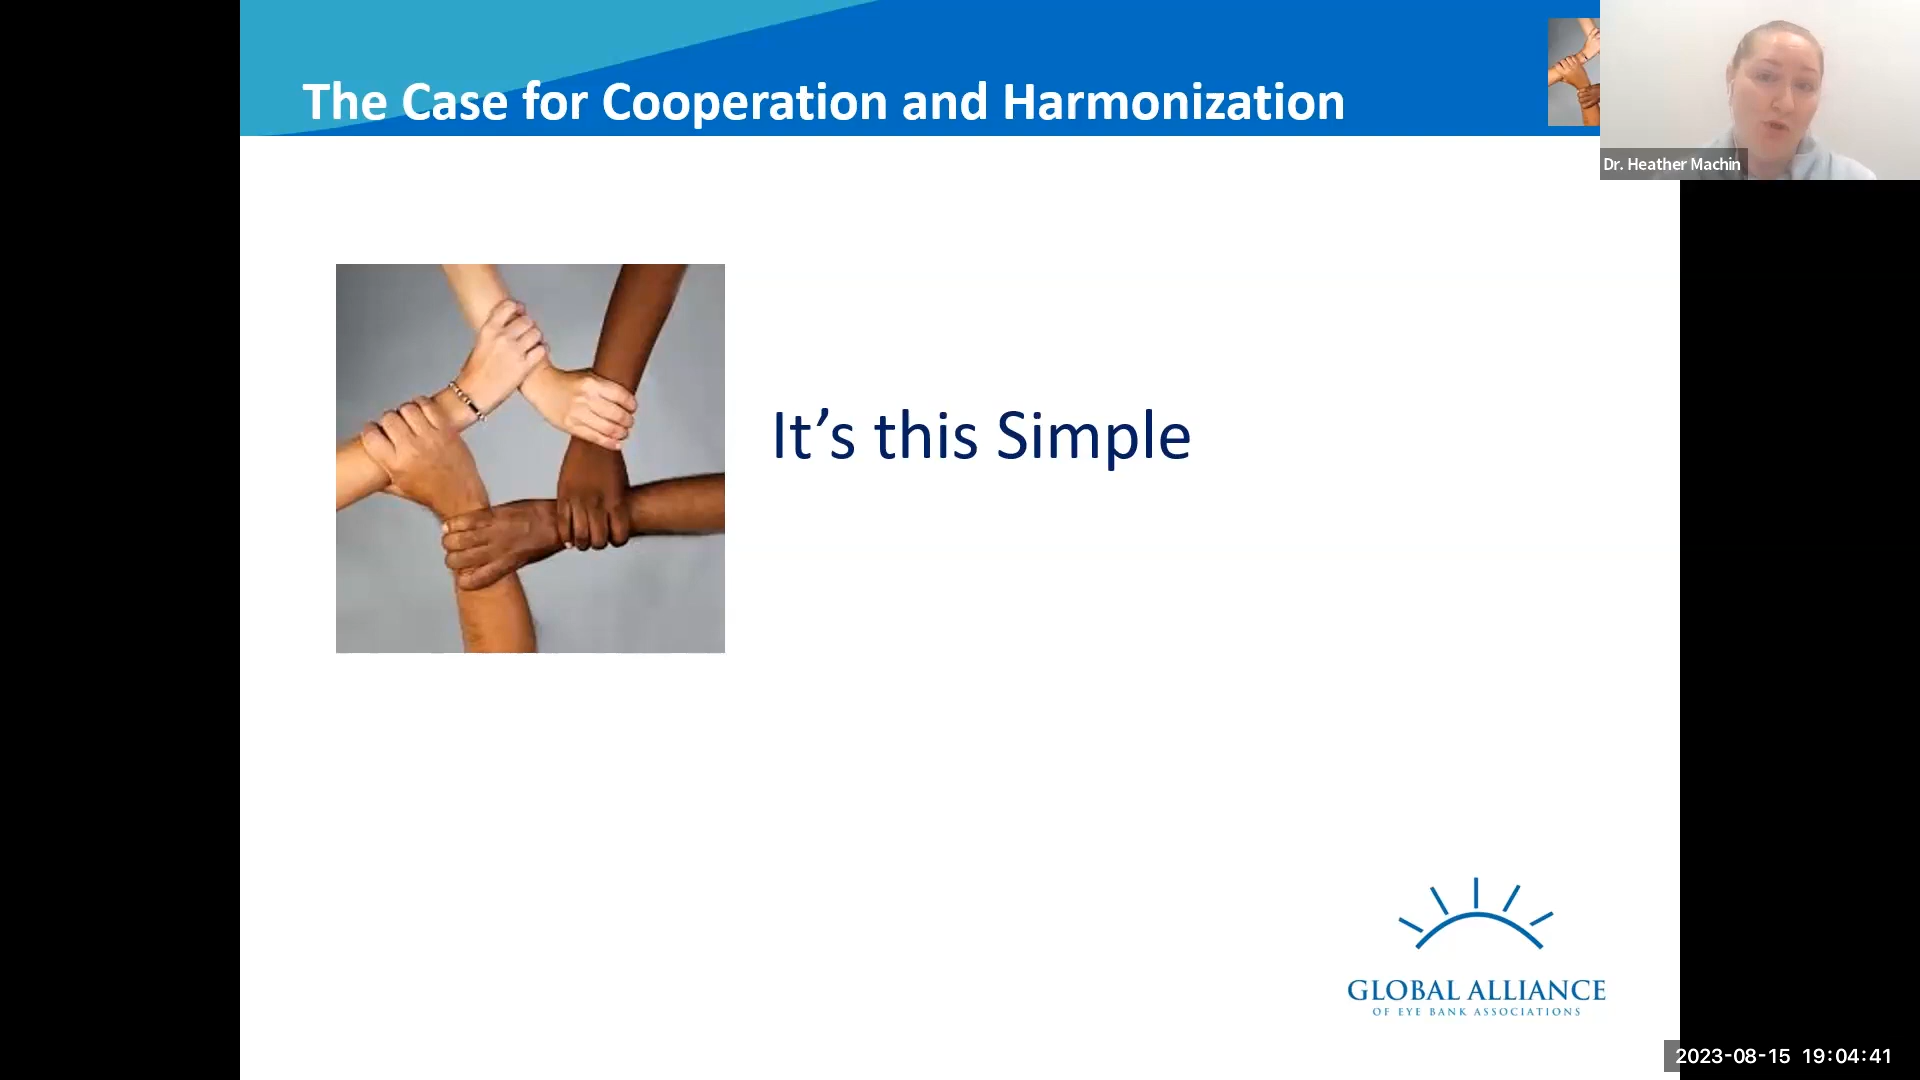 The Case for Cooperation and Harmonization
Dr. Heather Machin
It’s this Simple
GLOBAL ALLIANCE
OF EYE BANK ASSOCIATIONS
2023-08-15 19:04:41